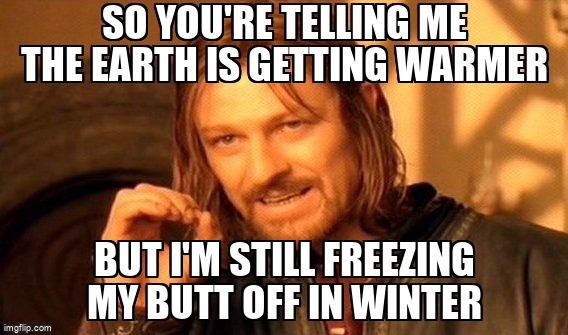 SO YOU'RE TELLING ME
THE EARTH IS GETTING WARMER
BUT I'M STILL FREEZING
MY BUTT OFF IN WINTER
imgflip.com